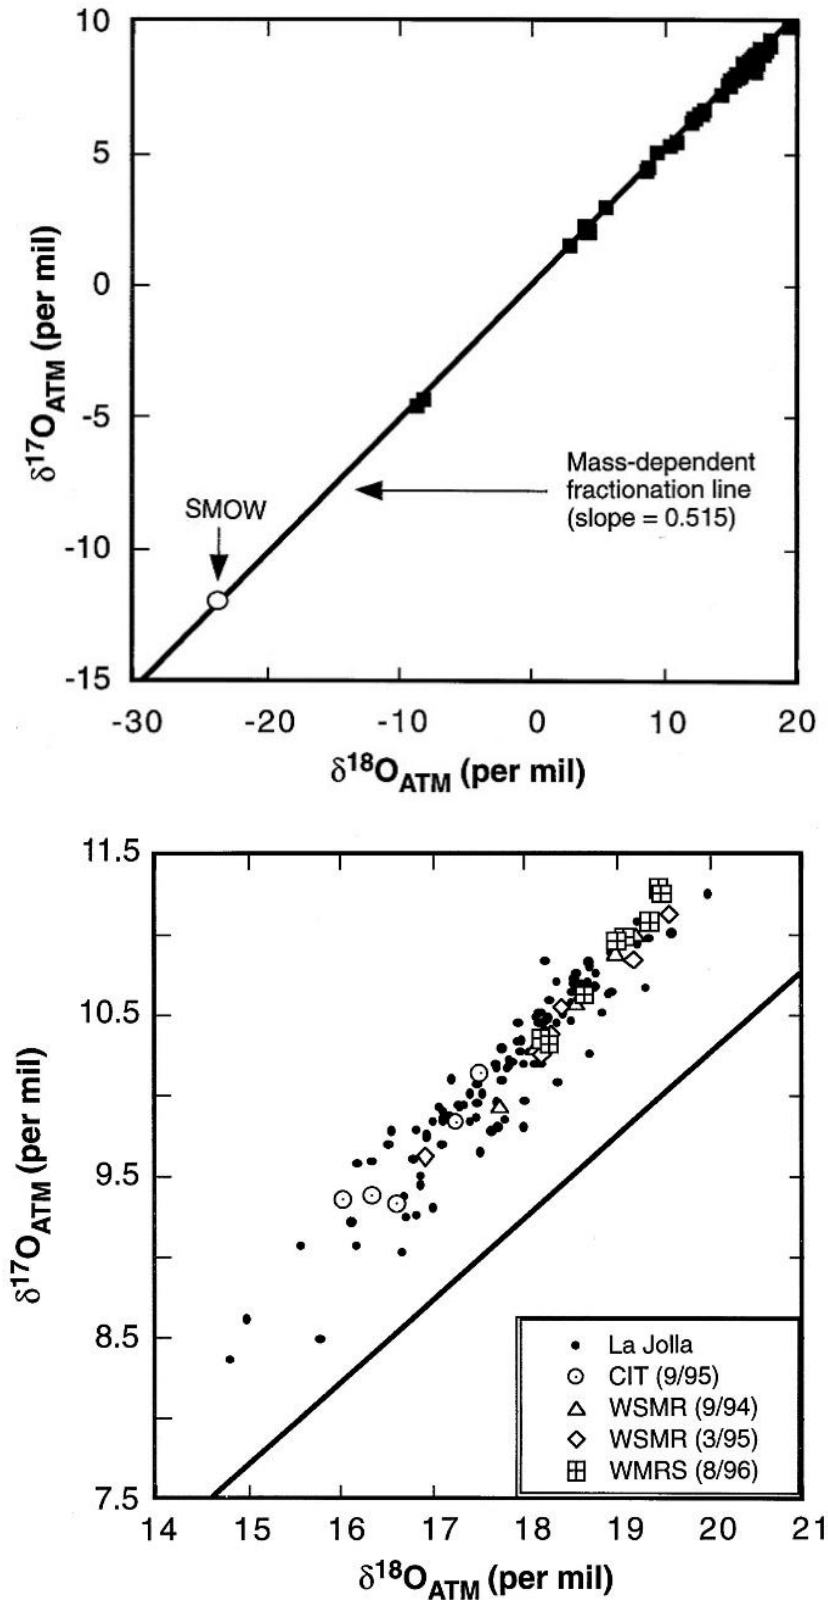 10
5
0
-5
-10
-15
δ17OATM (per mil)
SMOW
Mass-dependent
fractionation line
(slope = 0.515)
-30 -20 -10 0 10 20
δ18OATM (per mil)
11.5
10.5
9.5
8.5
7.5
δ17OATM (per mil)
La Jolla
CIT (9/95)
WSMR (9/94)
WSMR (3/95)
WMRS (8/96)
14 15 16 17 18 19 20 21
δ18OATM (per mil)